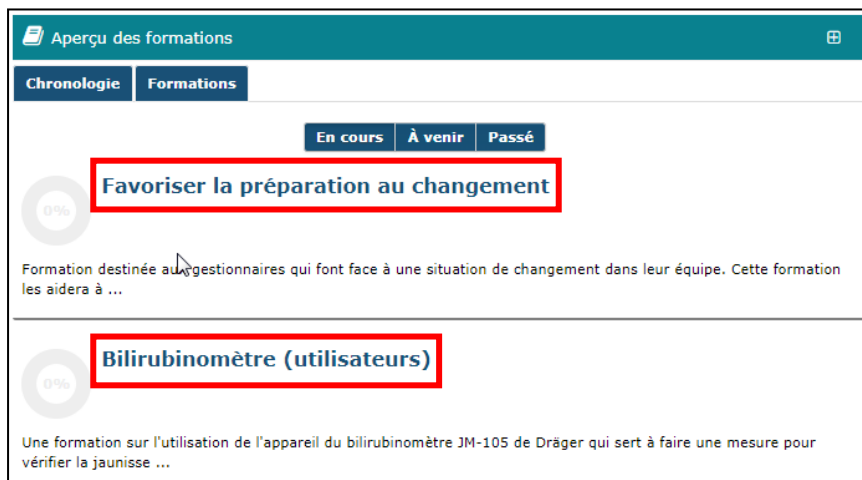 Aperçu des formations
Chronologie Formations
En cours À venir Passé
Favoriser la préparation au changement
0%
Formation destinée aux gestionnaires qui font face à une situation de changement dans leur équipe. Cette formation
les aidera à ...
Bilirubinomètre (utilisateurs)
0%
Une formation sur l'utilisation de l'appareil du bilirubinomètre JM-105 de Dräger qui sert à faire une mesure pour
vérifier la jaunisse ...